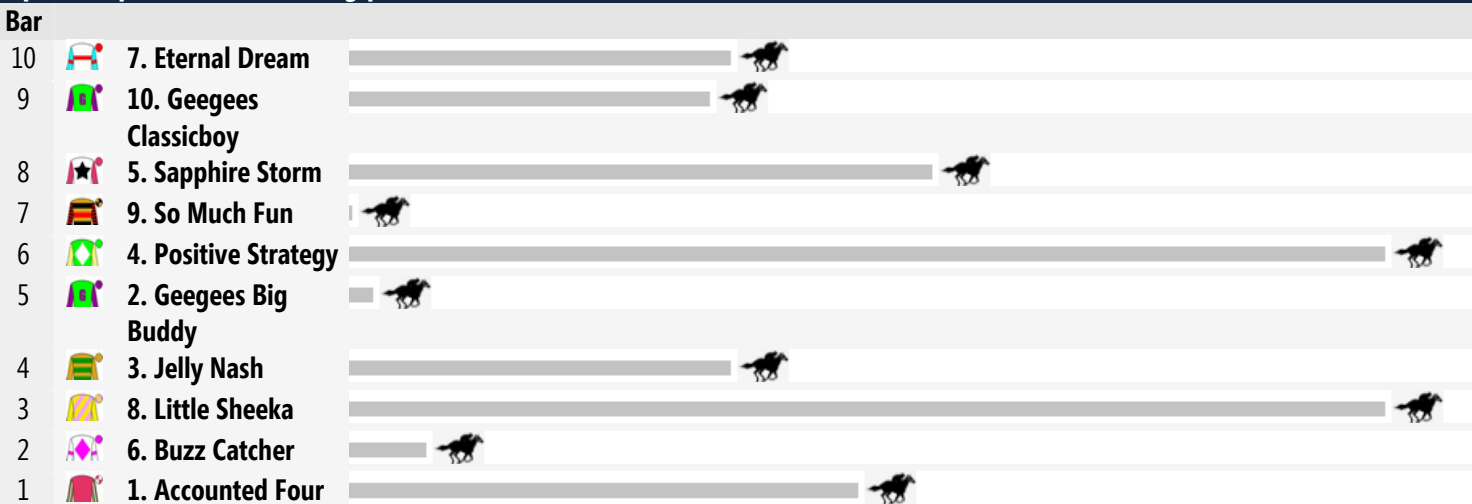 Bar
10 7. Eternal Dream
9 G 10. Geegees
Classicboy
8 5. Sapphire Storm
7 9. So Much Fun
6 4. Positive Strategy
5 G 2. Geegees Big
Buddy
4 3. Jelly Nash
3 8. Little Sheeka
2 6. Buzz Catcher
1 1. Accounted Four